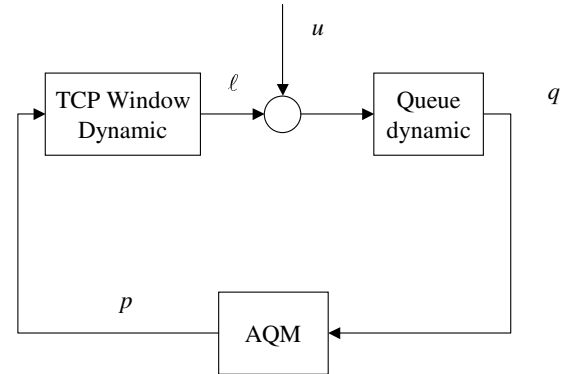 u
ℓ
TCP Window
Dynamic
Queue
dynamic
q
p
AQM